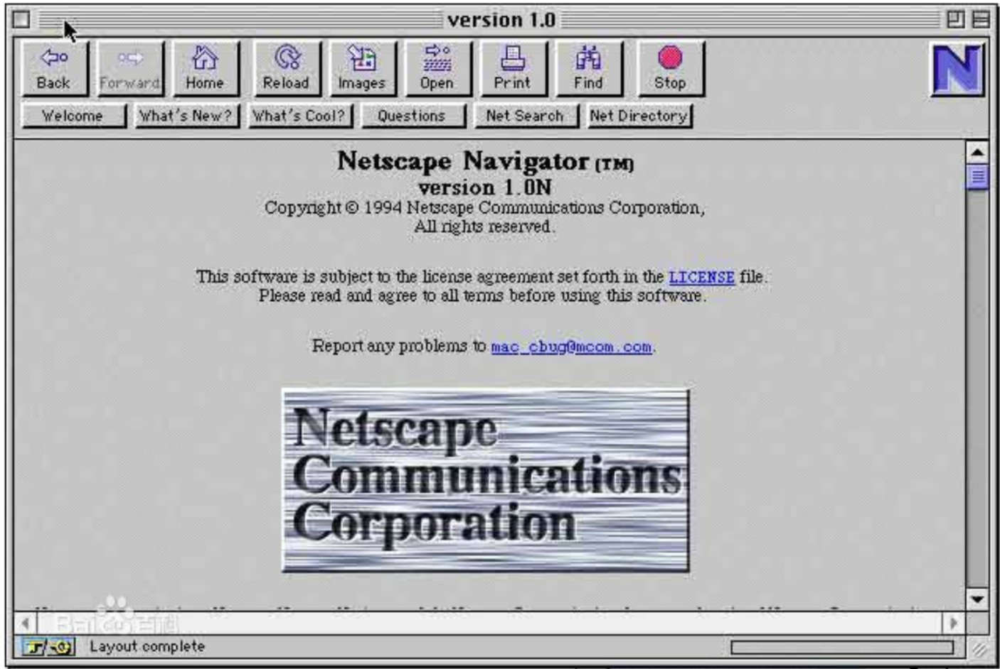 version 1.0
Back
Forward
Home
Reload
Images
Open
Print
Find
Stop
N
Welcome
What's New?
What's Cool?
Questions
Net Search
Net Directory
Netscape Navigator (TM)
version 1.0N
Copyright © 1994 Netscape Communications Corporation,
All rights reserved.
This software is subject to the license agreement set forth in the LICENSE file.
Please read and agree to all terms before using this software.
Report any problems to mac_cbug@mcom.com.
Netscape
Communications
Corporation
Bai du 百科
Layout complete